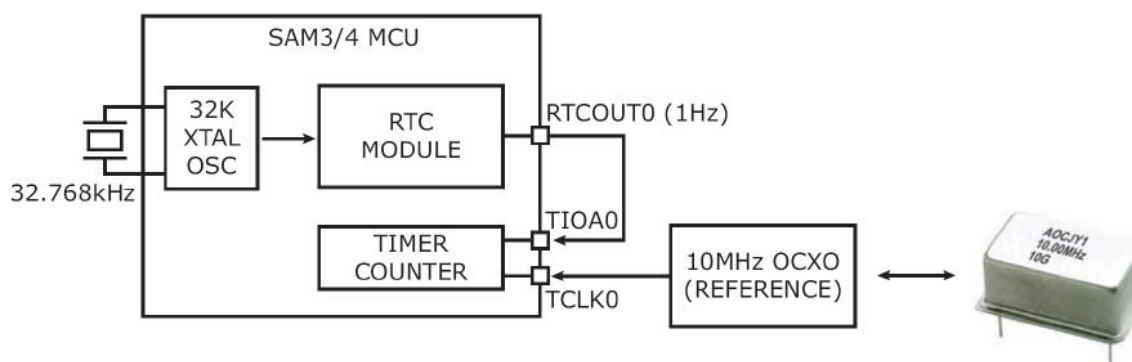 SAM3/4 MCU
32K
XTAL
OSC
32.768kHz
RTC
MODULE
RTCOUT0 (1Hz)
TIOA0
TIMER
COUNTER
TCLK0
10MHz OCXO
(REFERENCE)
AOCJY1
10.00MHz
10G